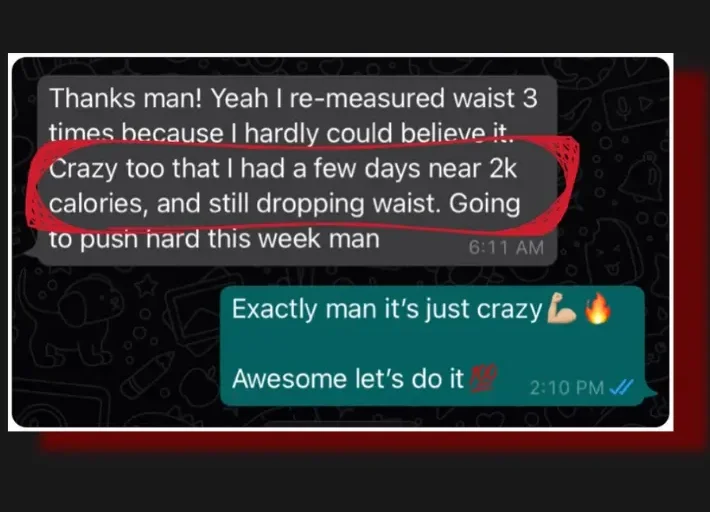 Thanks man! Yeah I re-measured waist 3
times because I hardly could believe it.
Crazy too that I had a few days near 2k
calories, and still dropping waist. Going
to push hard this week man
6:11 AM
Exactly man it's just crazy💪🏼🔥
Awesome let's do it 💯
2:10 PM